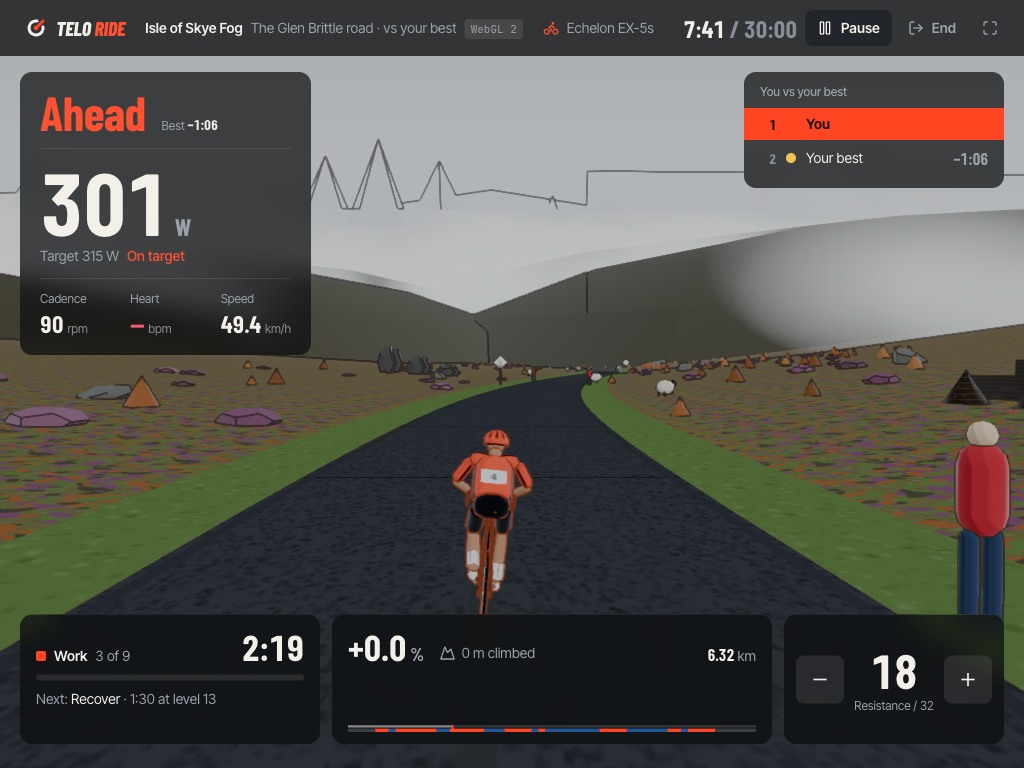 TELO RIDE
Isle of Skye Fog The Glen Brittle road · vs your best WebGL 2 Echelon EX-5s
7:41 / 30:00
Pause
End
Ahead Best −1:06
301 W
Target 315 W On target
Cadence Heart Speed
90 rpm – bpm 49.4 km/h
You vs your best
1 You
2 Your best −1:06
4
Work 3 of 9 2:19
Next: Recover · 1:30 at level 13
+0.0 % 0 m climbed 6.32 km
− 18 +
Resistance / 32